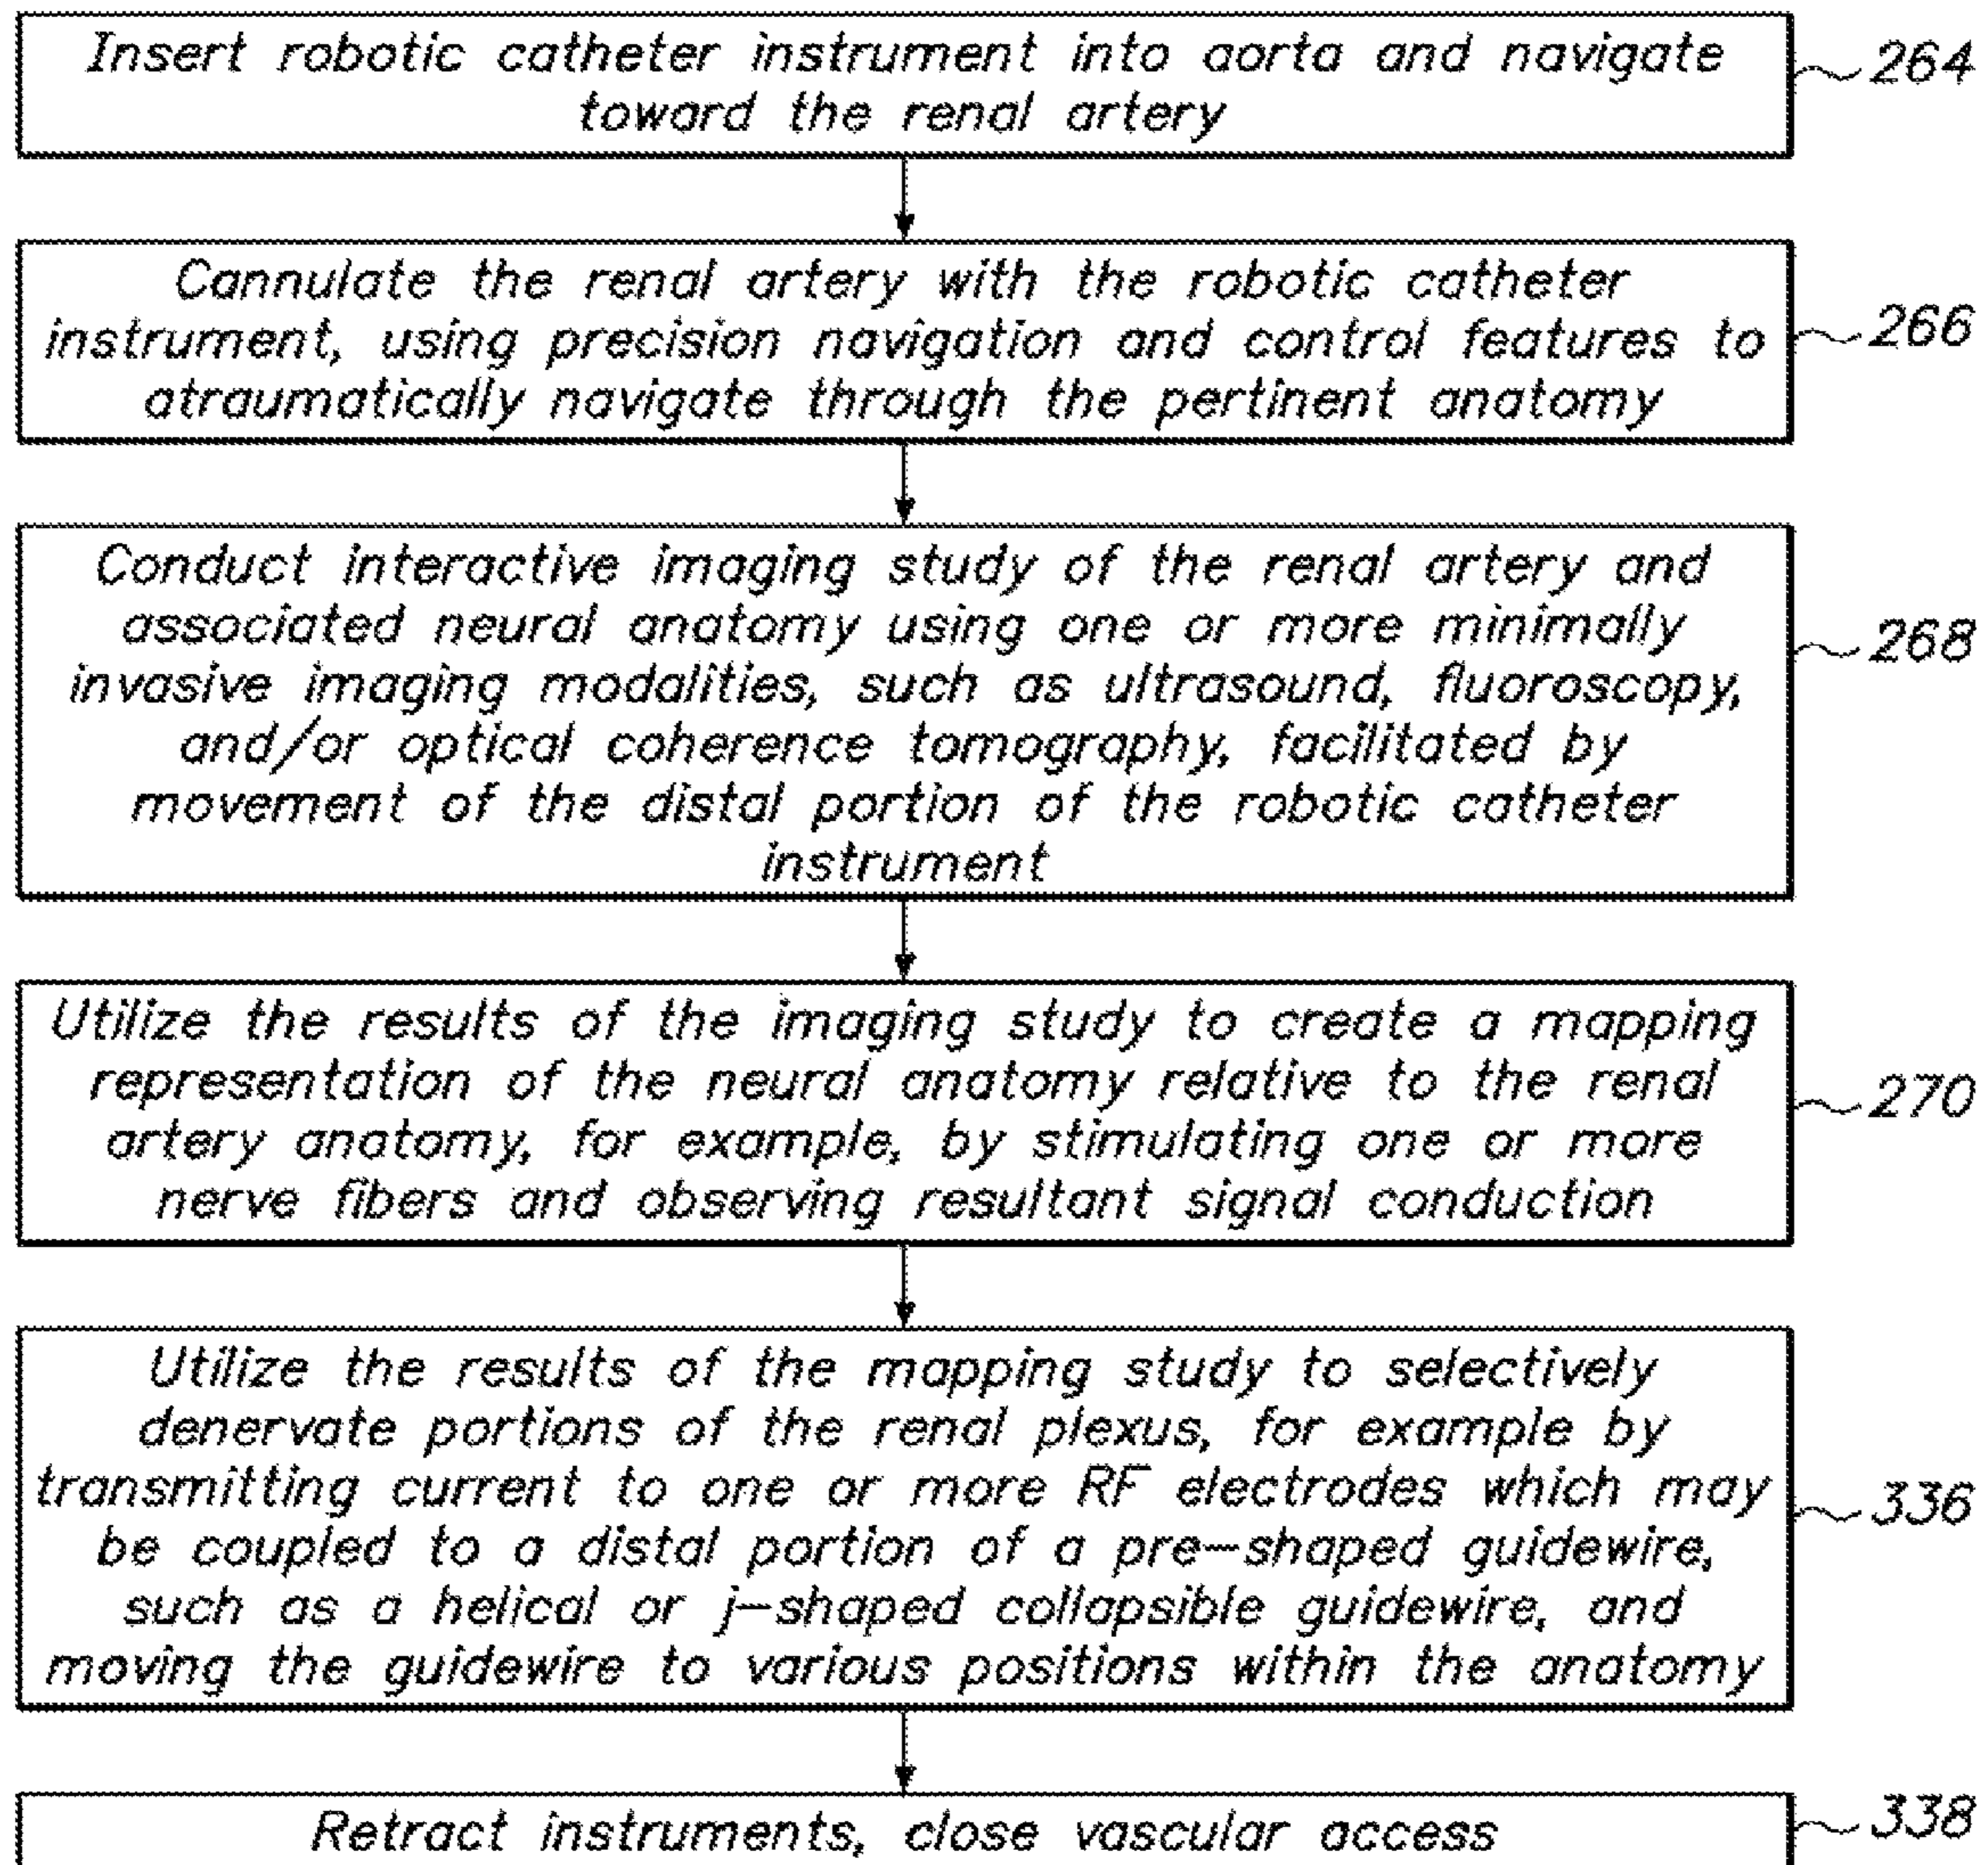 Insert robotic catheter instrument into aorta and navigate
toward the renal artery
264
Cannulate the renal artery with the robotic catheter
instrument, using precision navigation and control features to
atraumatically navigate through the pertinent anatomy
266
Conduct interactive imaging study of the renal artery and
associated neural anatomy using one or more minimally
invasive imaging modalities, such as ultrasound, fluoroscopy,
and/or optical coherence tomography, facilitated by
movement of the distal portion of the robotic catheter
instrument
268
Utilize the results of the imaging study to create a mapping
representation of the neural anatomy relative to the renal
artery anatomy, for example, by stimulating one or more
nerve fibers and observing resultant signal conduction
270
Utilize the results of the mapping study to selectively
denervate portions of the renal plexus, for example by
transmitting current to one or more RF electrodes which may
be coupled to a distal portion of a pre-shaped guidewire,
such as a helical or j-shaped collapsible guidewire, and
moving the guidewire to various positions within the anatomy
336
Retract instruments, close vascular access
338